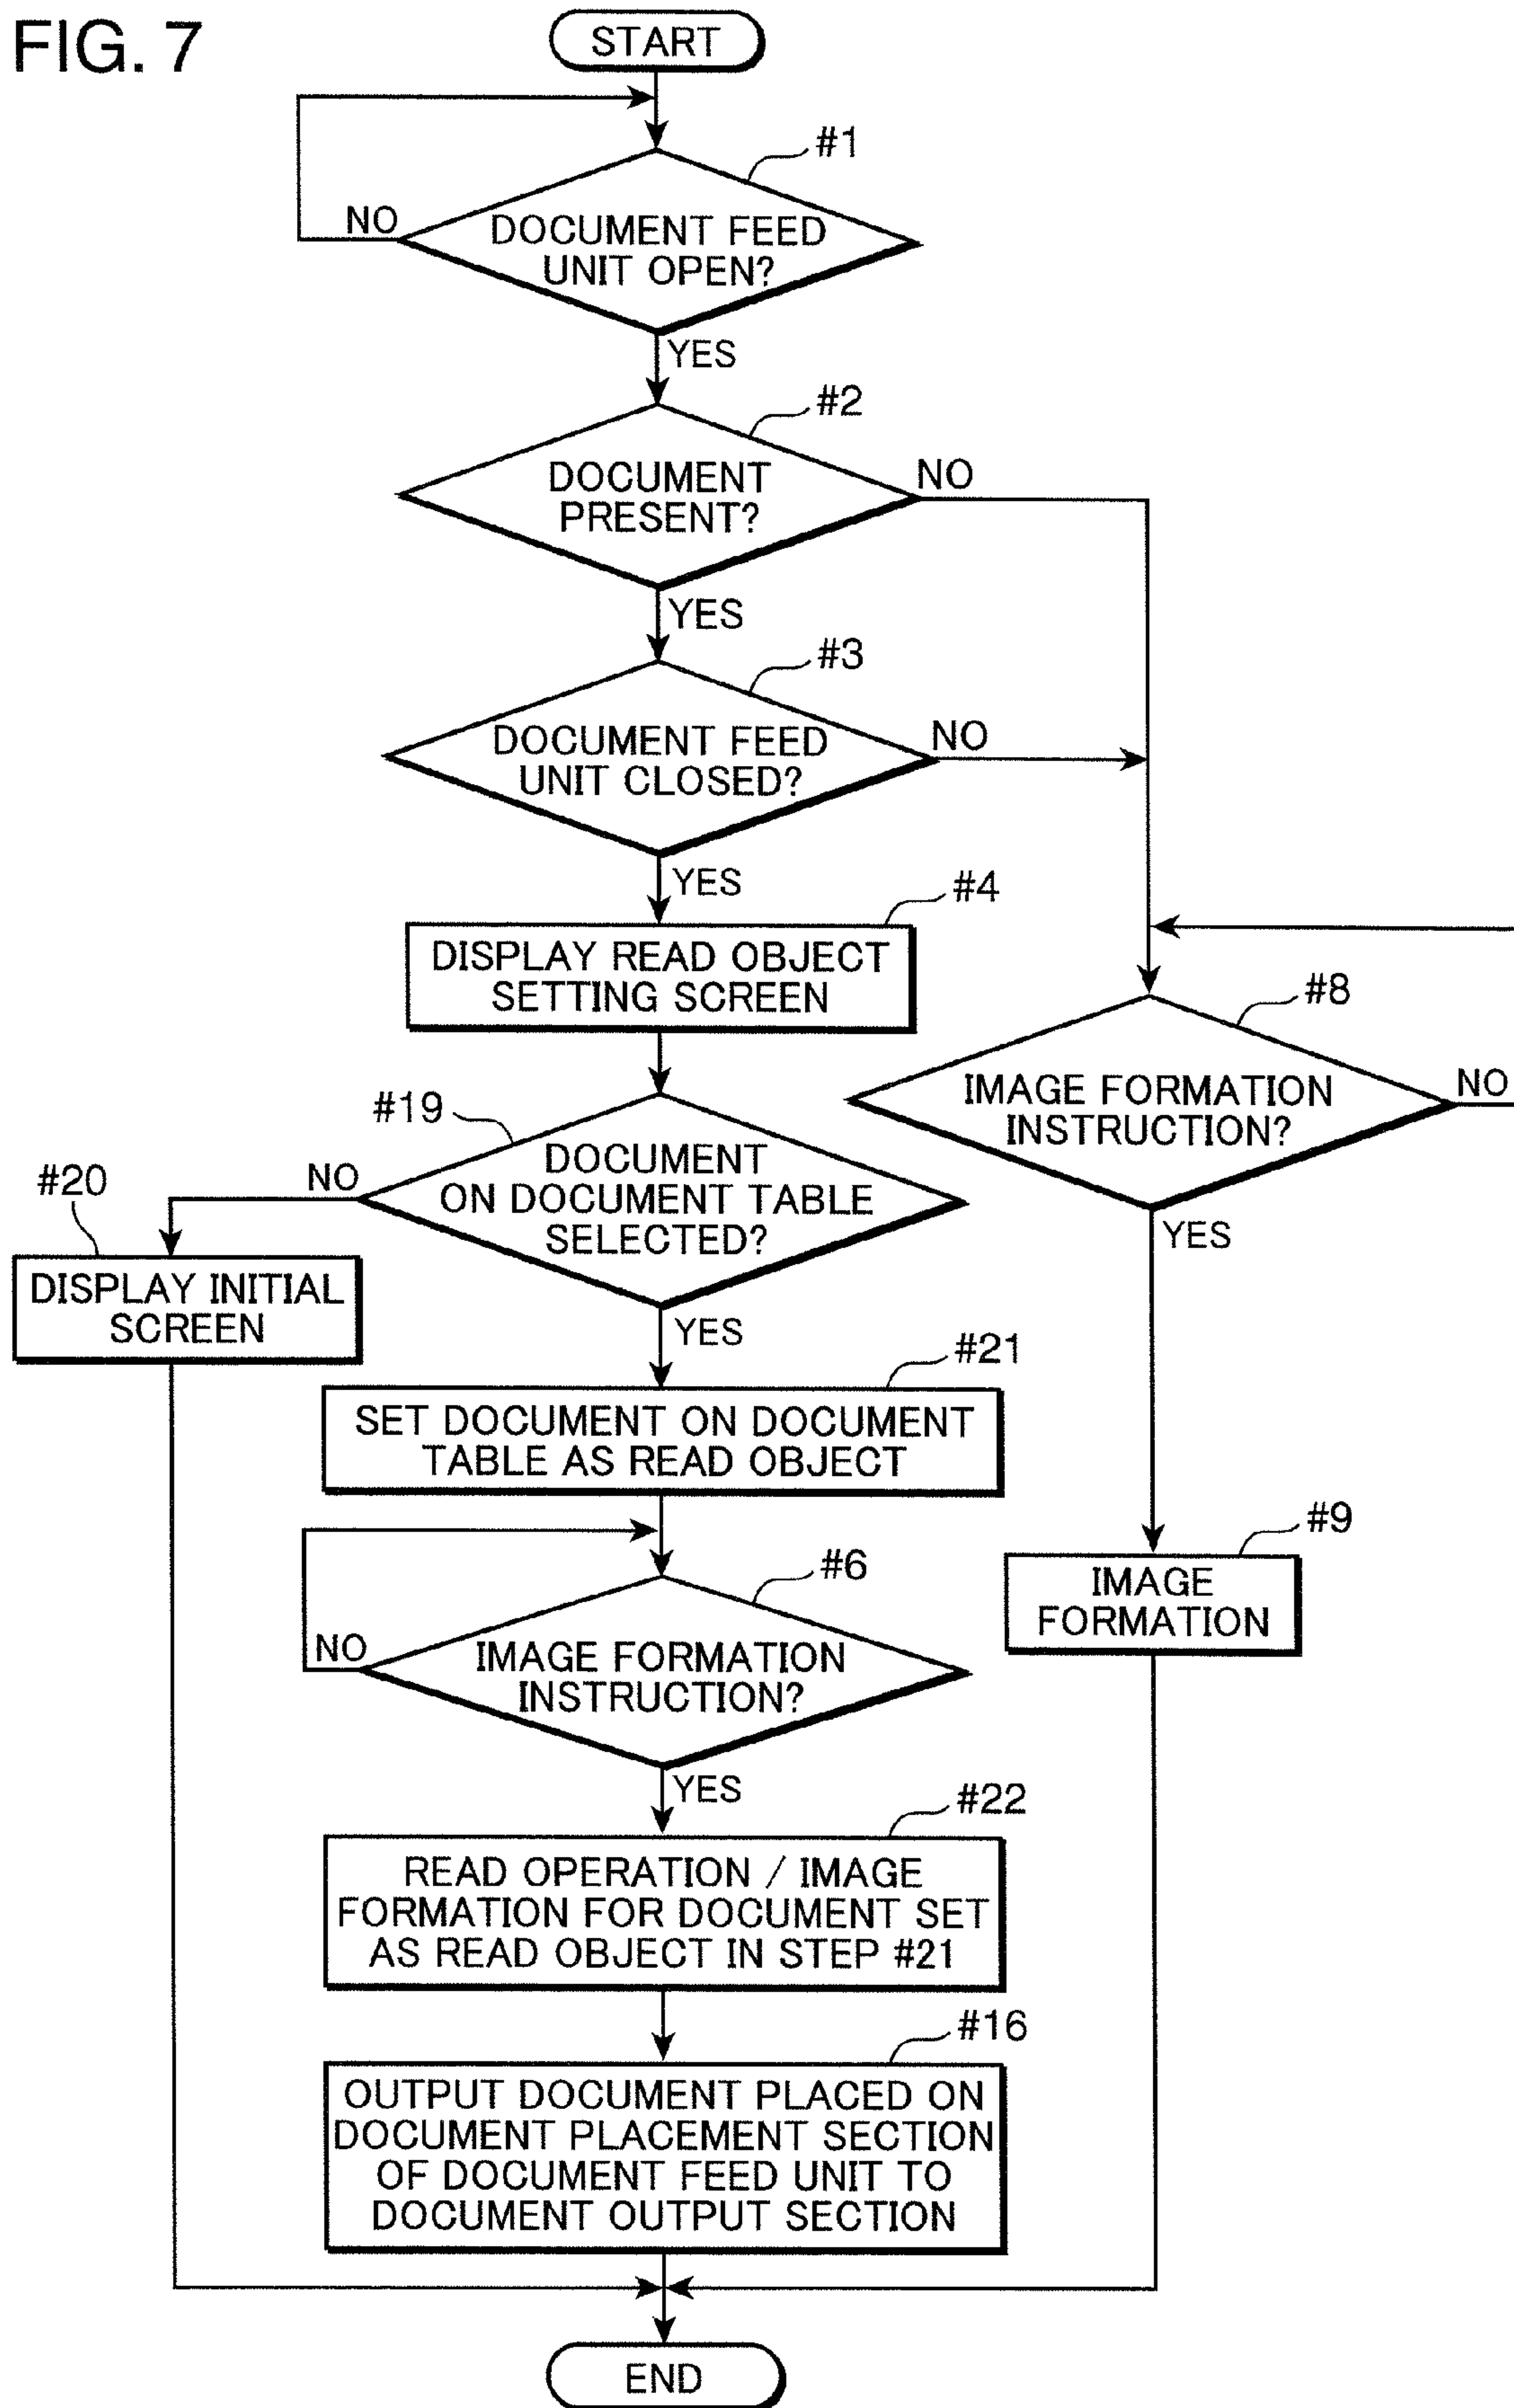 FIG. 7
START
#1
NO
DOCUMENT FEED
UNIT OPEN?
YES
#2
DOCUMENT
PRESENT?
NO
YES
#3
DOCUMENT FEED
UNIT CLOSED?
NO
YES
#4
DISPLAY READ OBJECT
SETTING SCREEN
#8
IMAGE FORMATION
INSTRUCTION?
NO
YES
#19
DOCUMENT
ON DOCUMENT TABLE
SELECTED?
NO
#20
DISPLAY INITIAL
SCREEN
YES
#21
SET DOCUMENT ON DOCUMENT
TABLE AS READ OBJECT
#9
IMAGE
FORMATION
#6
IMAGE FORMATION
INSTRUCTION?
NO
YES
#22
READ OPERATION / IMAGE
FORMATION FOR DOCUMENT SET
AS READ OBJECT IN STEP #21
#16
OUTPUT DOCUMENT PLACED ON
DOCUMENT PLACEMENT SECTION
OF DOCUMENT FEED UNIT TO
DOCUMENT OUTPUT SECTION
END